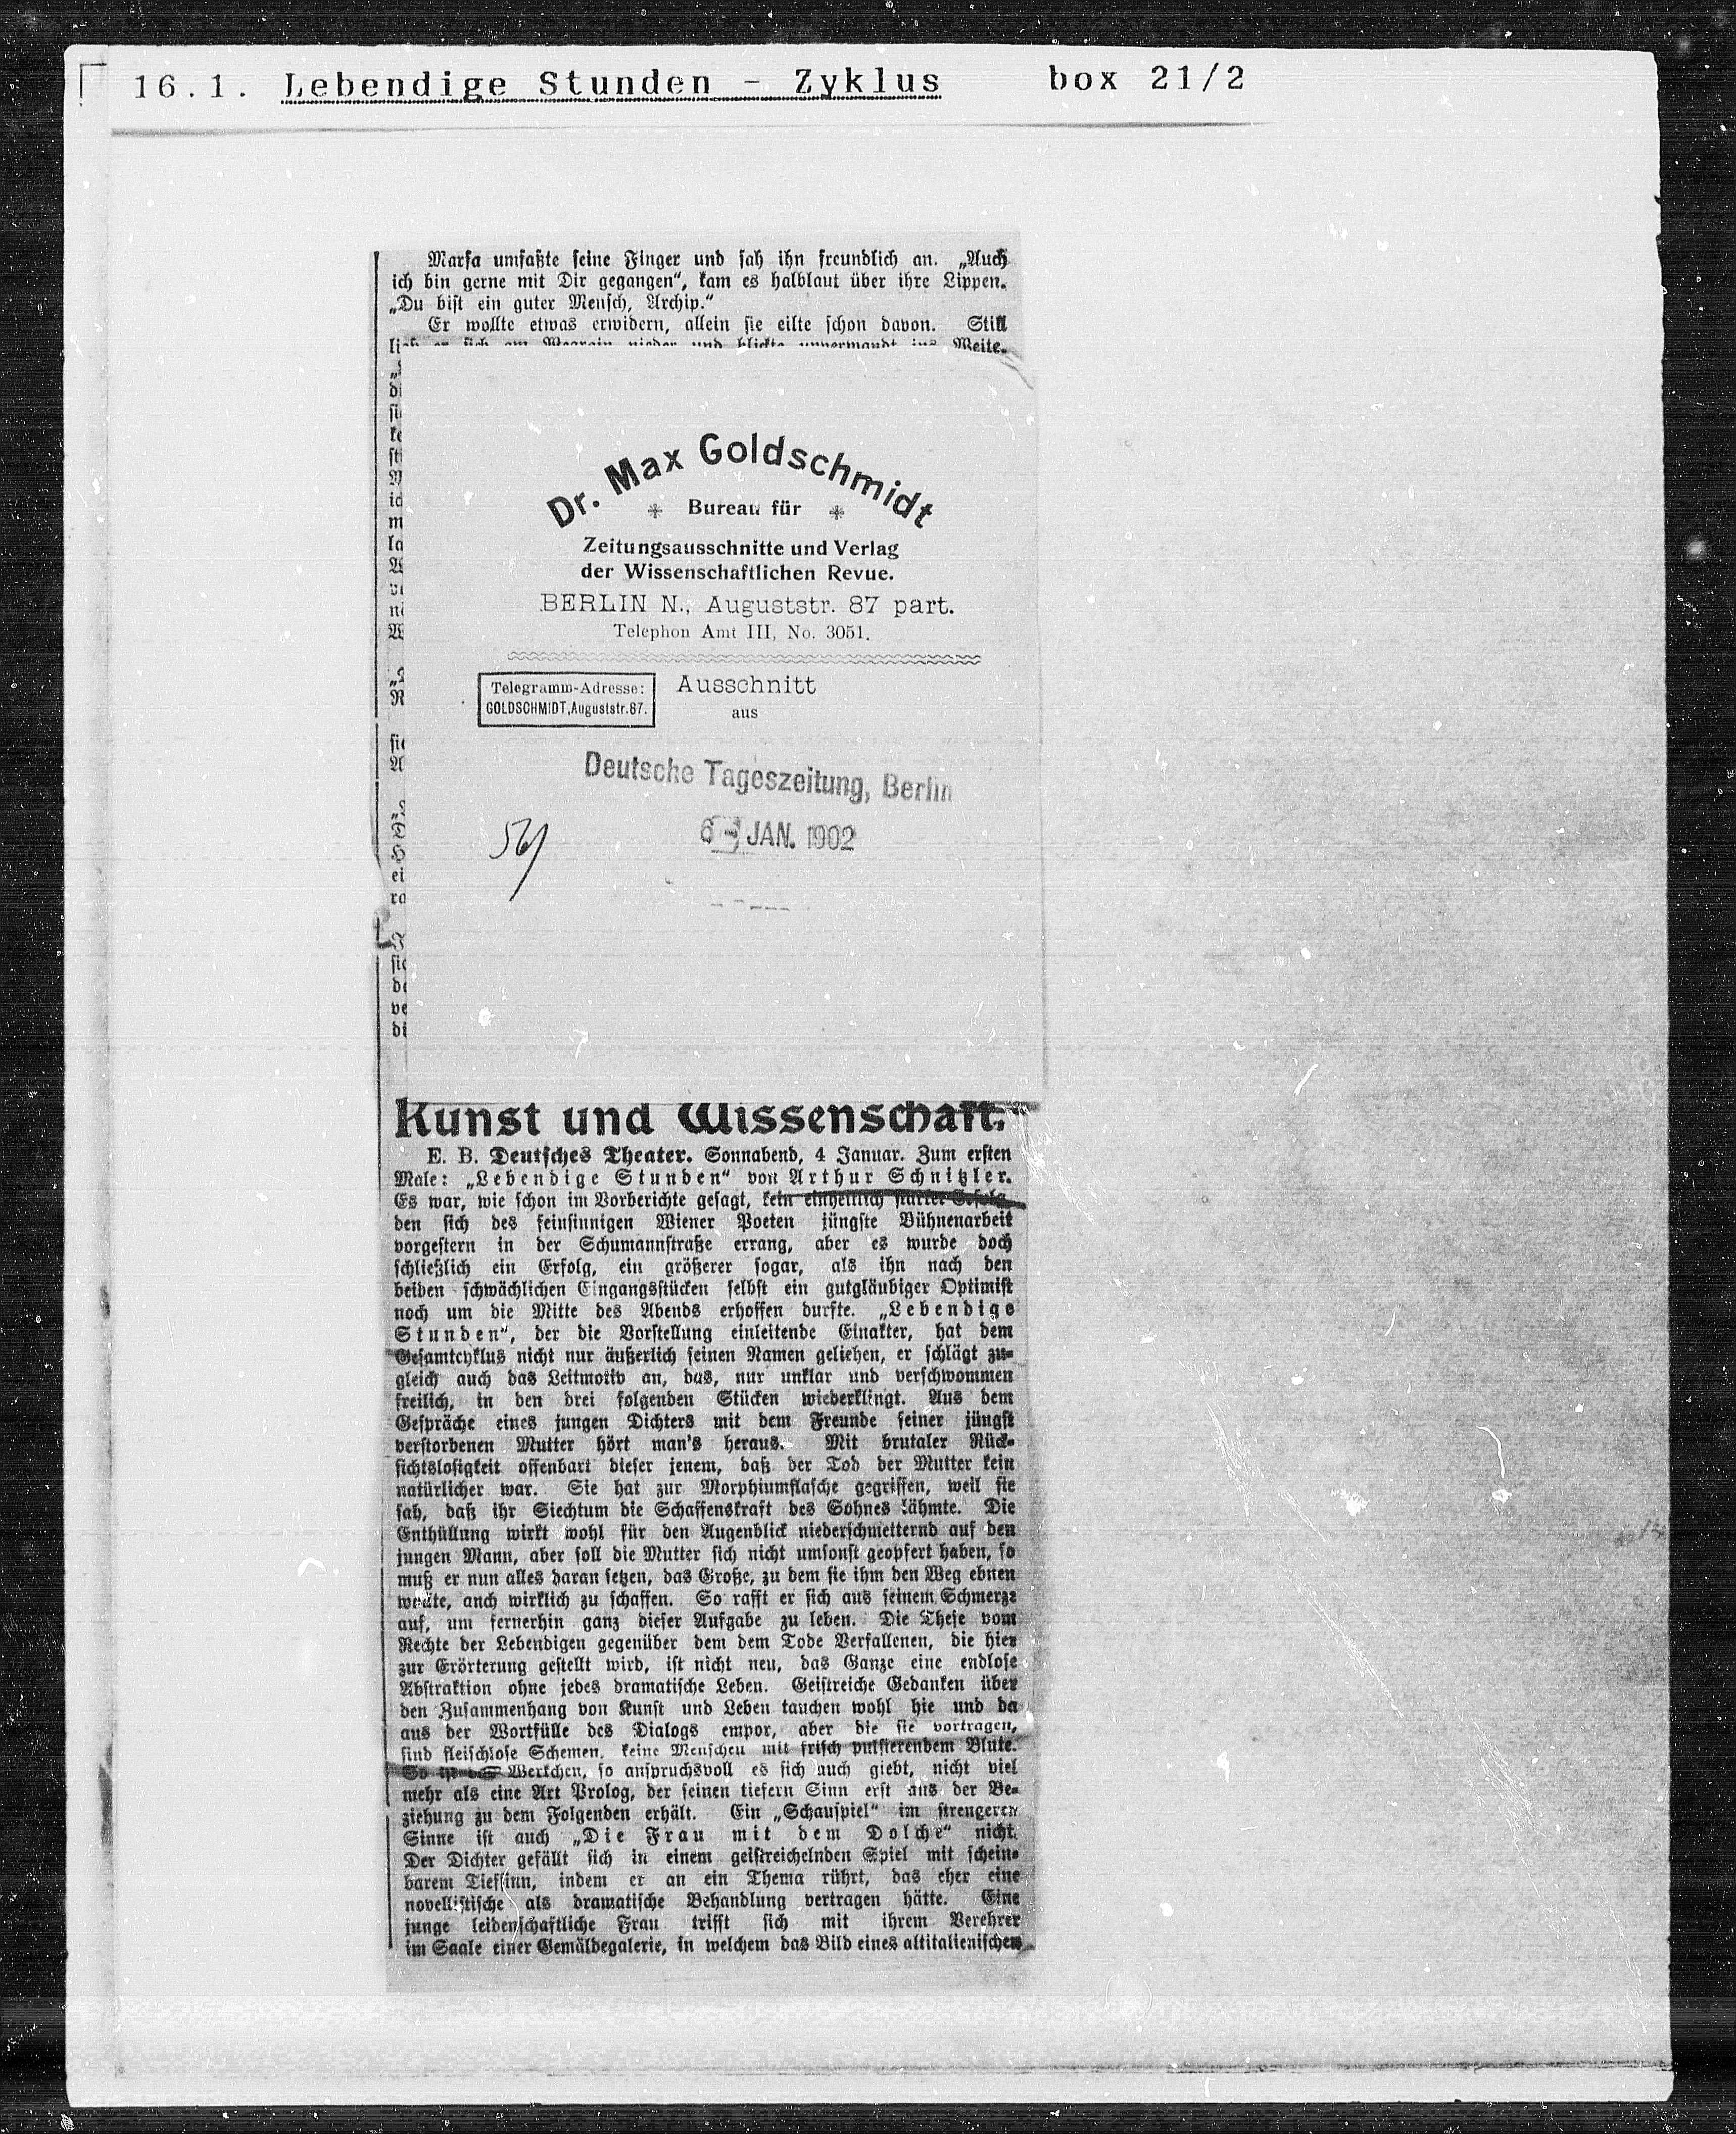 16.1. Lebendige Stunden - Zyklus box 21/2
Marfa umfaßte seine Finger und sah ihn freundlich an. „Auch
ich bin gerne mit Dir gegangen“, kam es halblaut über ihre Lippen.
„Du bist ein guter Mensch, Archip.“
Er wollte etwas erwidern, allein sie eilte schon davon. Still
ließ er sich am Wegrain nieder und blickte unverwandt ins Weite.
Dr. Max Goldschmidt
Bureau für
Zeitungsausschnitte und Verlag
der Wissenschaftlichen Revue.
BERLIN N., Auguststr. 87 part.
Telephon Amt III, No. 3051.
Telegramm-Adresse:
GOLDSCHMIDT, Auguststr. 87.
Ausschnitt
aus
Deutsche Tageszeitung, Berlin
6 - JAN. 1902
Kunst und Wissenschaft.
E. B. Deutsches Theater. Sonnabend, 4 Januar. Zum ersten
Male: „Lebendige Stunden“ von Arthur Schnitzler.
Es war, wie schon im Vorberichte gesagt, kein einheitlich starker Erfolg,
den sich des feinsinnigen Wiener Poeten jüngste Bühnenarbeit
vorgestern in der Schumannstraße errang, aber es wurde doch
schließlich ein Erfolg, ein größerer sogar, als ihn nach den
beiden schwächlichen Eingangsstücken selbst ein gutgläubiger Optimist
noch um die Mitte des Abends erhoffen durfte. „Lebendige
Stunden“, der die Vorstellung einleitende Einakter, hat dem
Gesamtcyklus nicht nur äußerlich seinen Namen geliehen, er schlägt zu-
gleich auch das Leitmotiv an, das, nur unklar und verschwommen
freilich, in den drei folgenden Stücken wiederklingt. Aus dem
Gespräche eines jungen Dichters mit dem Freunde seiner jüngst
verstorbenen Mutter hört man's heraus. Mit brutaler Rück-
sichtslosigkeit offenbart dieser jenem, daß der Tod der Mutter kein
natürlicher war. Sie hat zur Morphiumflasche gegriffen, weil sie
sah, daß ihr Siechtum die Schaffenskraft des Sohnes lähmte. Die
Enthüllung wirkt wohl für den Augenblick niederschmetternd auf den
jungen Mann, aber soll die Mutter sich nicht umsonst geopfert haben, so
muß er nun alles daran setzen, das Große, zu dem sie ihm den Weg ebnen
wollte, auch wirklich zu schaffen. So rafft er sich aus seinem Schmerze
auf, um fernerhin ganz dieser Aufgabe zu leben. Die These vom
Rechte der Lebendigen gegenüber dem dem Tode Verfallenen, die hier
zur Erörterung gestellt wird, ist nicht neu, das Ganze eine endlose
Abstraktion ohne jedes dramatische Leben. Geistreiche Gedanken über
den Zusammenhang von Kunst und Leben tauchen wohl hie und da
aus der Wortfülle des Dialogs empor, aber die sie vortragen,
sind fleischlose Schemen, keine Menschen mit frisch pulsierendem Blute.
So ist das Werkchen, so anspruchsvoll es sich auch giebt, nicht viel
mehr als eine Art Prolog, der seinen tiefern Sinn erst aus der Be-
ziehung zu dem Folgenden erhält. Ein „Schauspiel“ im strengeren
Sinne ist auch „Die Frau mit dem Dolche“ nicht.
Der Dichter gefällt sich in einem geistreichelnden Spiel mit schein-
barem Tiefsinn, indem er an ein Thema rührt, das eher eine
novellistische als dramatische Behandlung vertragen hätte. Eine
junge leidenschaftliche Frau trifft sich mit ihrem Verehrer
im Saale einer Gemäldegalerie, in welchem das Bild eines altitalienischen